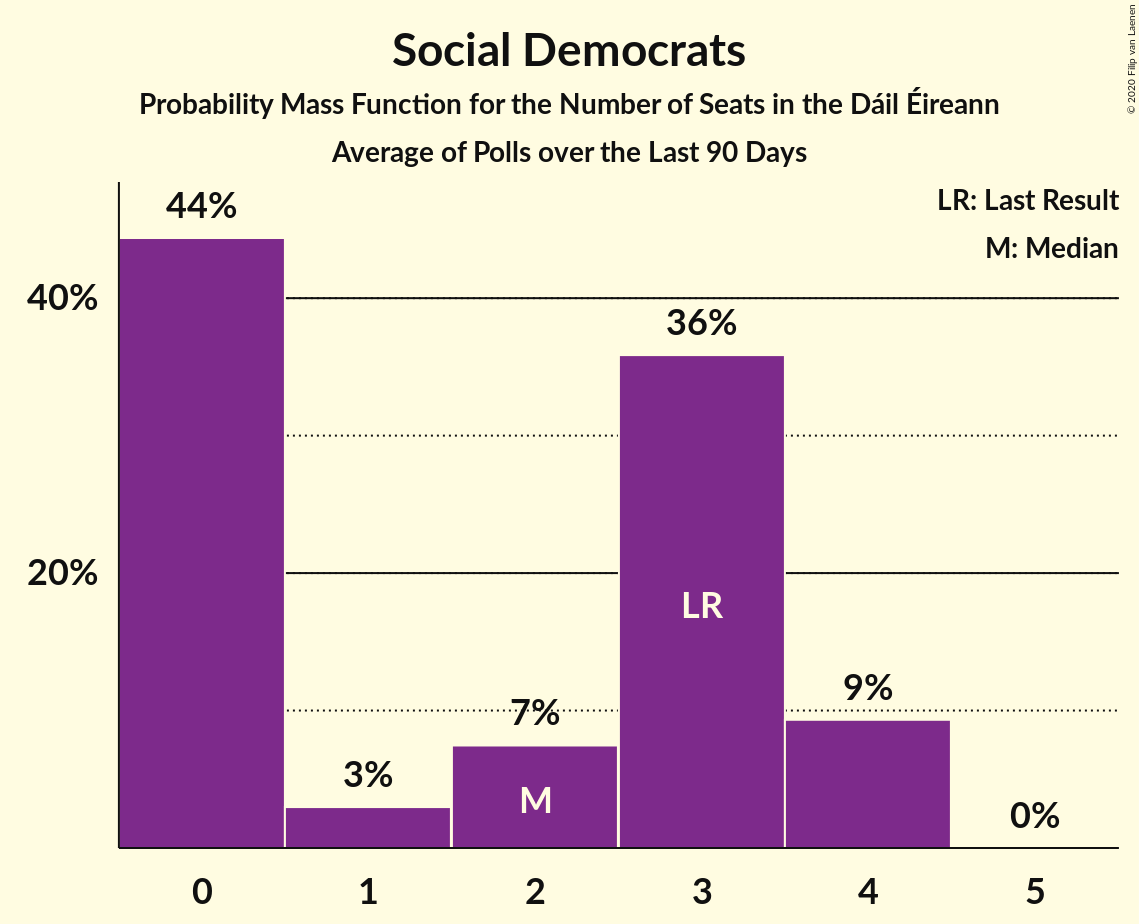 Social Democrats
Probability Mass Function for the Number of Seats in the Dáil Éireann
Average of Polls over the Last 90 Days
© 2020 Filip van Laenen
LR: Last Result
M: Median
44%
40%
36%
20%
LR
9%
7%
3%
M
0%
0 1 2 3 4 5